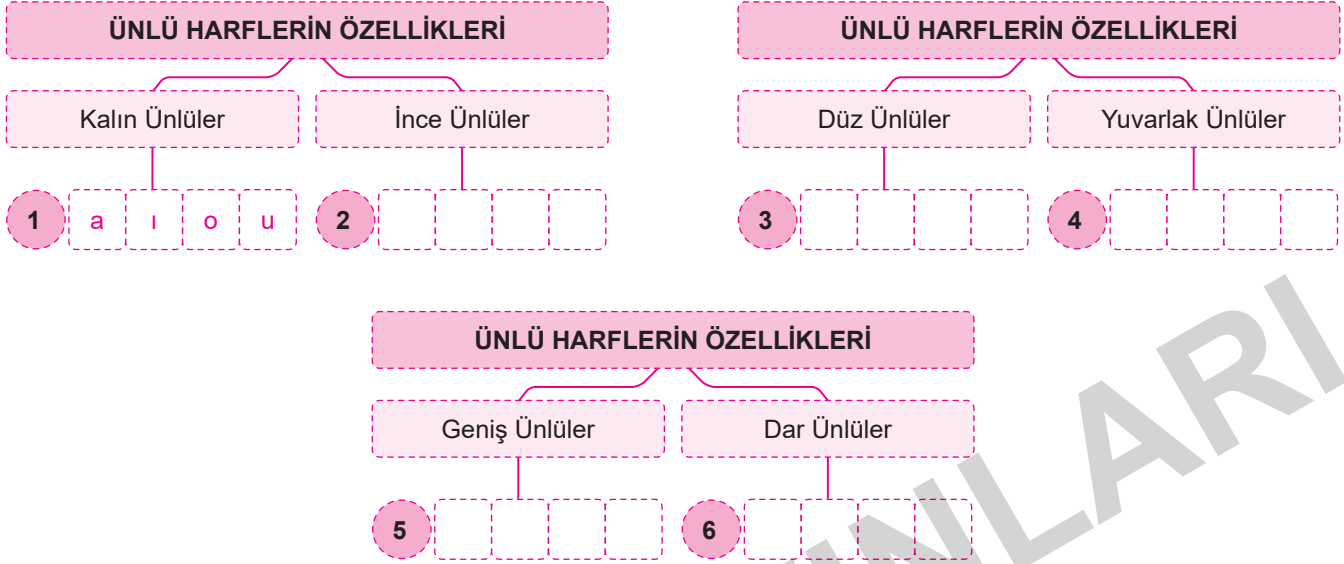 ÜNLÜ HARFLERİN ÖZELLİKLERİ
Kalın Ünlüler
İnce Ünlüler
1 a ı o u
2
ÜNLÜ HARFLERİN ÖZELLİKLERİ
Düz Ünlüler
Yuvarlak Ünlüler
3
4
ÜNLÜ HARFLERİN ÖZELLİKLERİ
Geniş Ünlüler
Dar Ünlüler
5
6